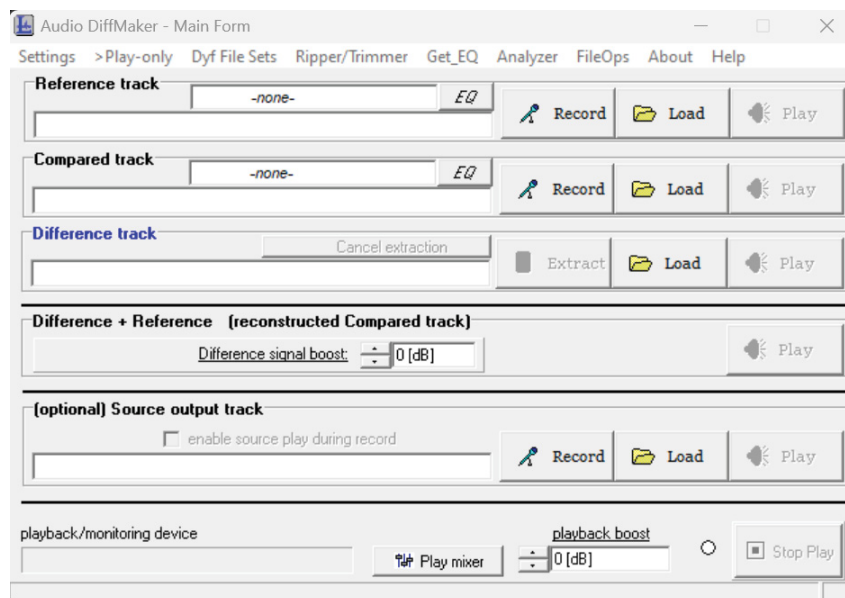 Audio DiffMaker - Main Form
Settings >Play-only Dyf File Sets Ripper/Trimmer Get_EQ Analyzer FileOps About Help
Reference track
-none- EQ
Record Load Play
Compared track
-none- EQ
Record Load Play
Difference track
Cancel extraction
Extract Load Play
Difference + Reference (reconstructed Compared track)
Difference signal boost: 0 [dB]
Play
(optional) Source output track
enable source play during record
Record Load Play
playback/monitoring device
Play mixer
playback boost
0 [dB]
Stop Play